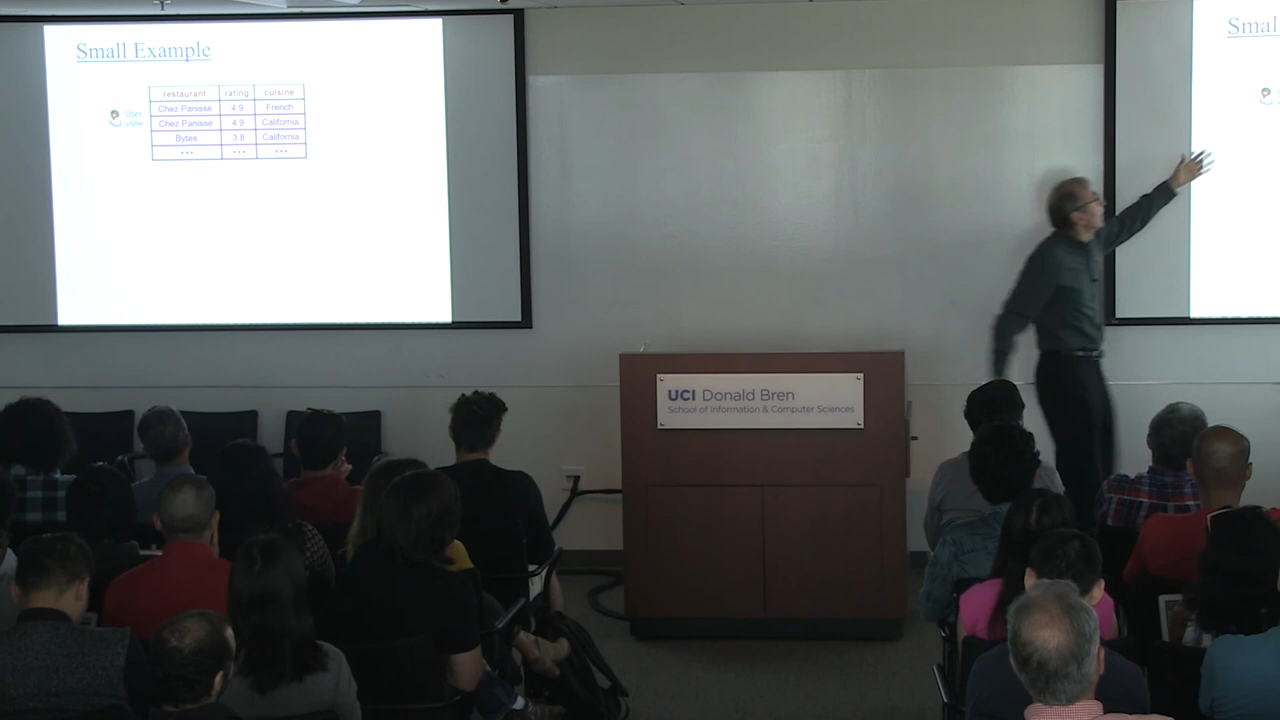 Small Example
restaurant rating cuisine
User view
Chez Panisse 4.9 French
Chez Panisse 4.9 California
Bytes 3.8 California
... ... ...
Smal
UCI Donald Bren
School of Information & Computer Sciences